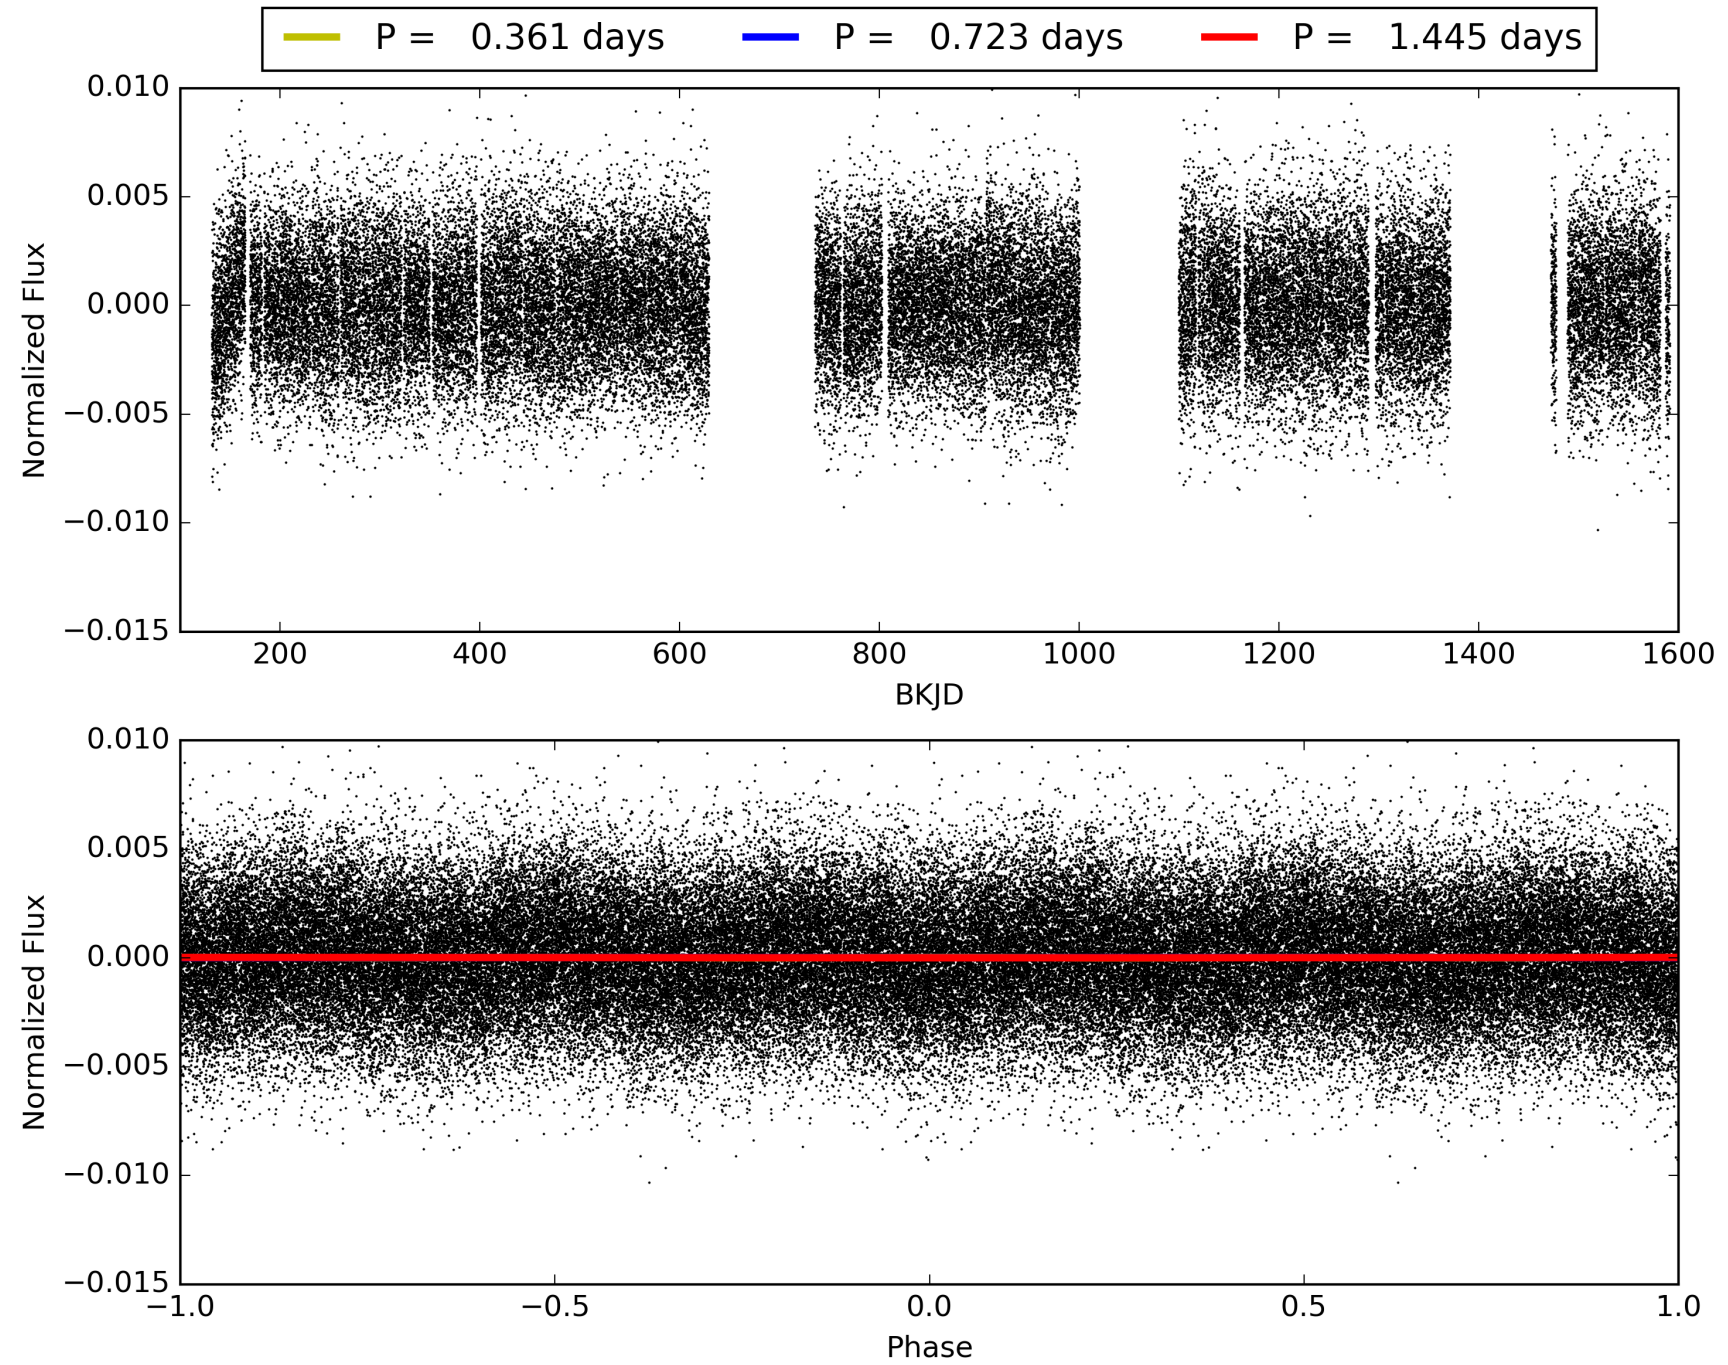 P = 0.361 days P = 0.723 days P = 1.445 days
0.010
0.005
0.000
−0.005
−0.010
−0.015
Normalized Flux
200 400 600 800 1000 1200 1400 1600
BKJD
0.010
0.005
0.000
−0.005
−0.010
−0.015
Normalized Flux
−1.0 −0.5 0.0 0.5 1.0
Phase